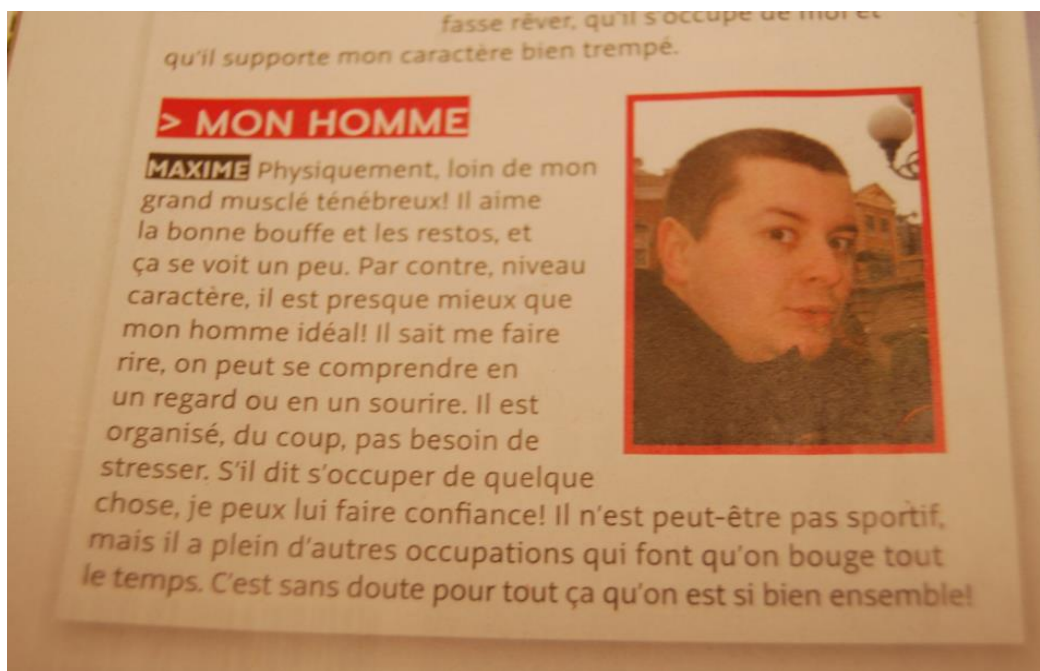 fasse rêver, qu'il s'occupe de moi et
qu'il supporte mon caractère bien trempé.
> MON HOMME
MAXIME Physiquement, loin de mon
grand musclé ténébreux! Il aime
la bonne bouffe et les restos, et
ça se voit un peu. Par contre, niveau
caractère, il est presque mieux que
mon homme idéal! Il sait me faire
rire, on peut se comprendre en
un regard ou en un sourire. Il est
organisé, du coup, pas besoin de
stresser. S'il dit s'occuper de quelque
chose, je peux lui faire confiance! Il n'est peut-être pas sportif,
mais il a plein d'autres occupations qui font qu'on bouge tout
le temps. C'est sans doute pour tout ça qu'on est si bien ensemble!